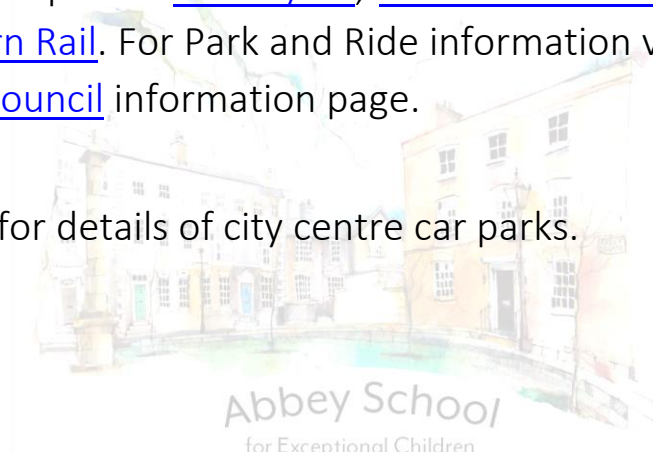 rn Rail. For Park and Ride information v
ouncil information page.
for details of city centre car parks.
Abbey School
for Exceptional Children